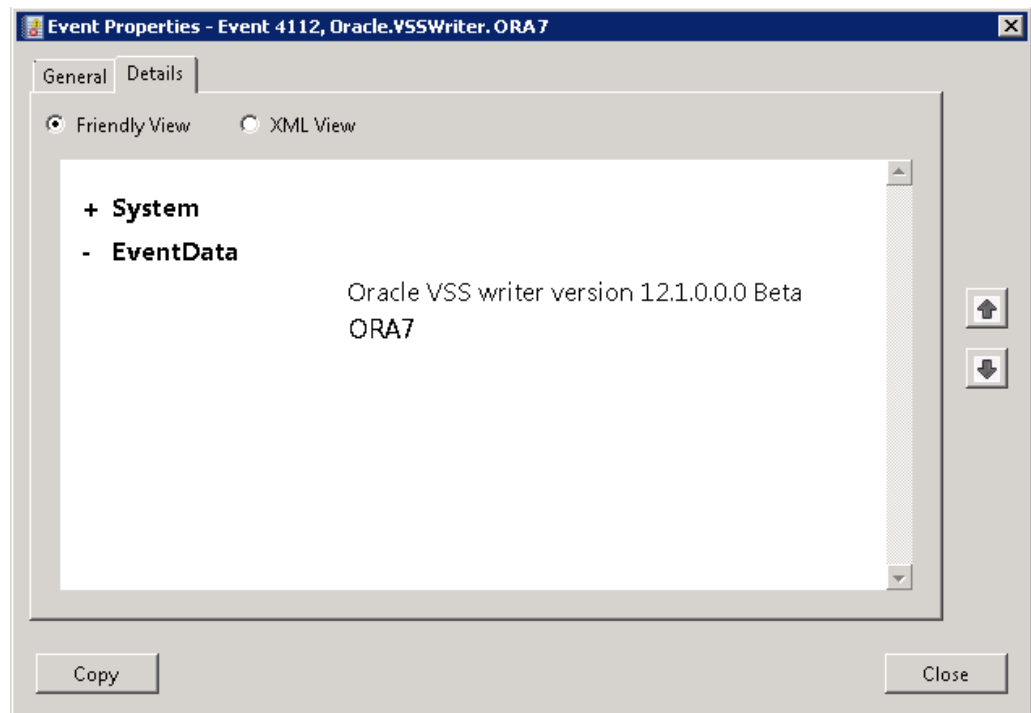 Event Properties - Event 4112, Oracle.VSSWriter. ORA7
General Details
Friendly View XML View
+ System
- EventData
Oracle VSS writer version 12.1.0.0.0 Beta
ORA7
Copy Close